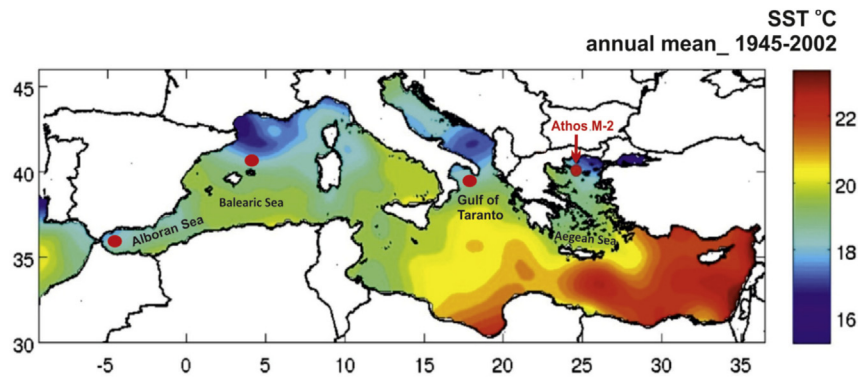 SST °C
annual mean_ 1945-2002
45
40
35
30
-5
0
5
10
15
20
25
30
35
22
20
18
16
Athos M-2
Balearic Sea
Gulf of
Taranto
Alboran Sea
Aegean Sea